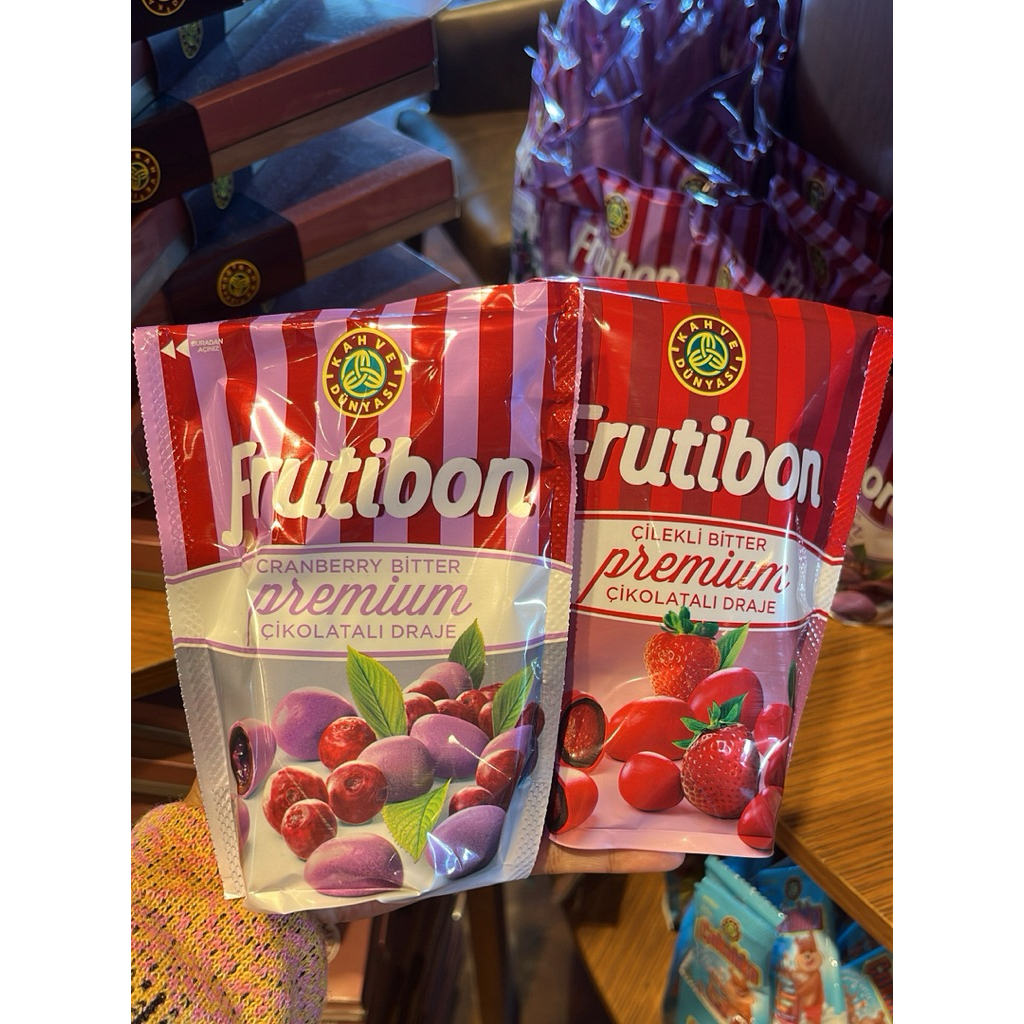 KAHVE DÜNYASI
Frutibon
CRANBERRY BITTER
premium
ÇİKOLATALI DRAJE
BURADAN
AÇINIZ
KAHVE DÜNYASI
Frutibon
ÇİLEKLİ BITTER
premium
ÇİKOLATALI DRAJE
Frutibon